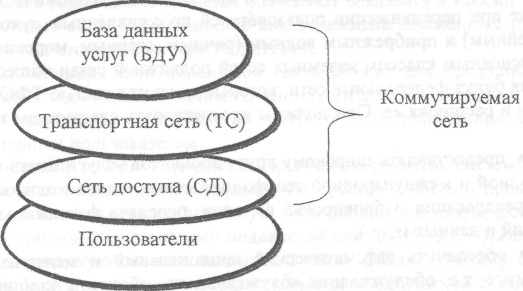 База данных
услуг (БДУ)
Транспортная сеть (ТС)
Сеть доступа (СД)
Пользователи
Коммутируемая
сеть